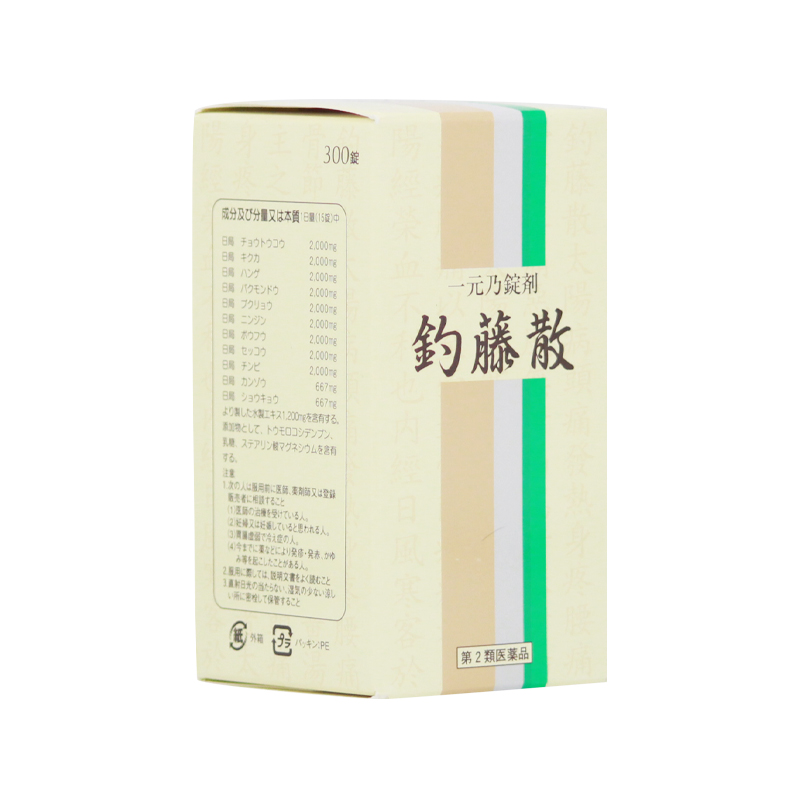 300錠
成分及び分量又は本質 1日量(15錠)中
日局 チョウトウコウ 2,000mg
日局 キクカ 2,000mg
日局 ハンゲ 2,000mg
日局 バクモンドウ 2,000mg
日局 ブクリョウ 2,000mg
日局 ニンジン 2,000mg
日局 ボウフウ 2,000mg
日局 セッコウ 2,000mg
日局 チンピ 2,000mg
日局 カンゾウ 667mg
日局 ショウキョウ 667mg
より製した水製エキス1,200mgを含有する。
添加物として、トウモロコシデンプン、
乳糖、ステアリン酸マグネシウムを含有
する。
注意
1.次の人は服用前に医師、薬剤師又は登録
販売者に相談すること
(1)医師の治療を受けている人。
(2)妊婦又は妊娠していると思われる人。
(3)胃腸虚弱で冷え症の人。
(4)今までに薬などにより発疹・発赤、かゆ
み等を起こしたことがある人。
2.服用に際しては、説明文書をよく読むこと
3.直射日光の当たらない、湿気の少ない涼し
い所に密栓して保管すること
紙 外箱 プラ パッキン:PE
一元乃錠剤
釣藤散
第2類医薬品